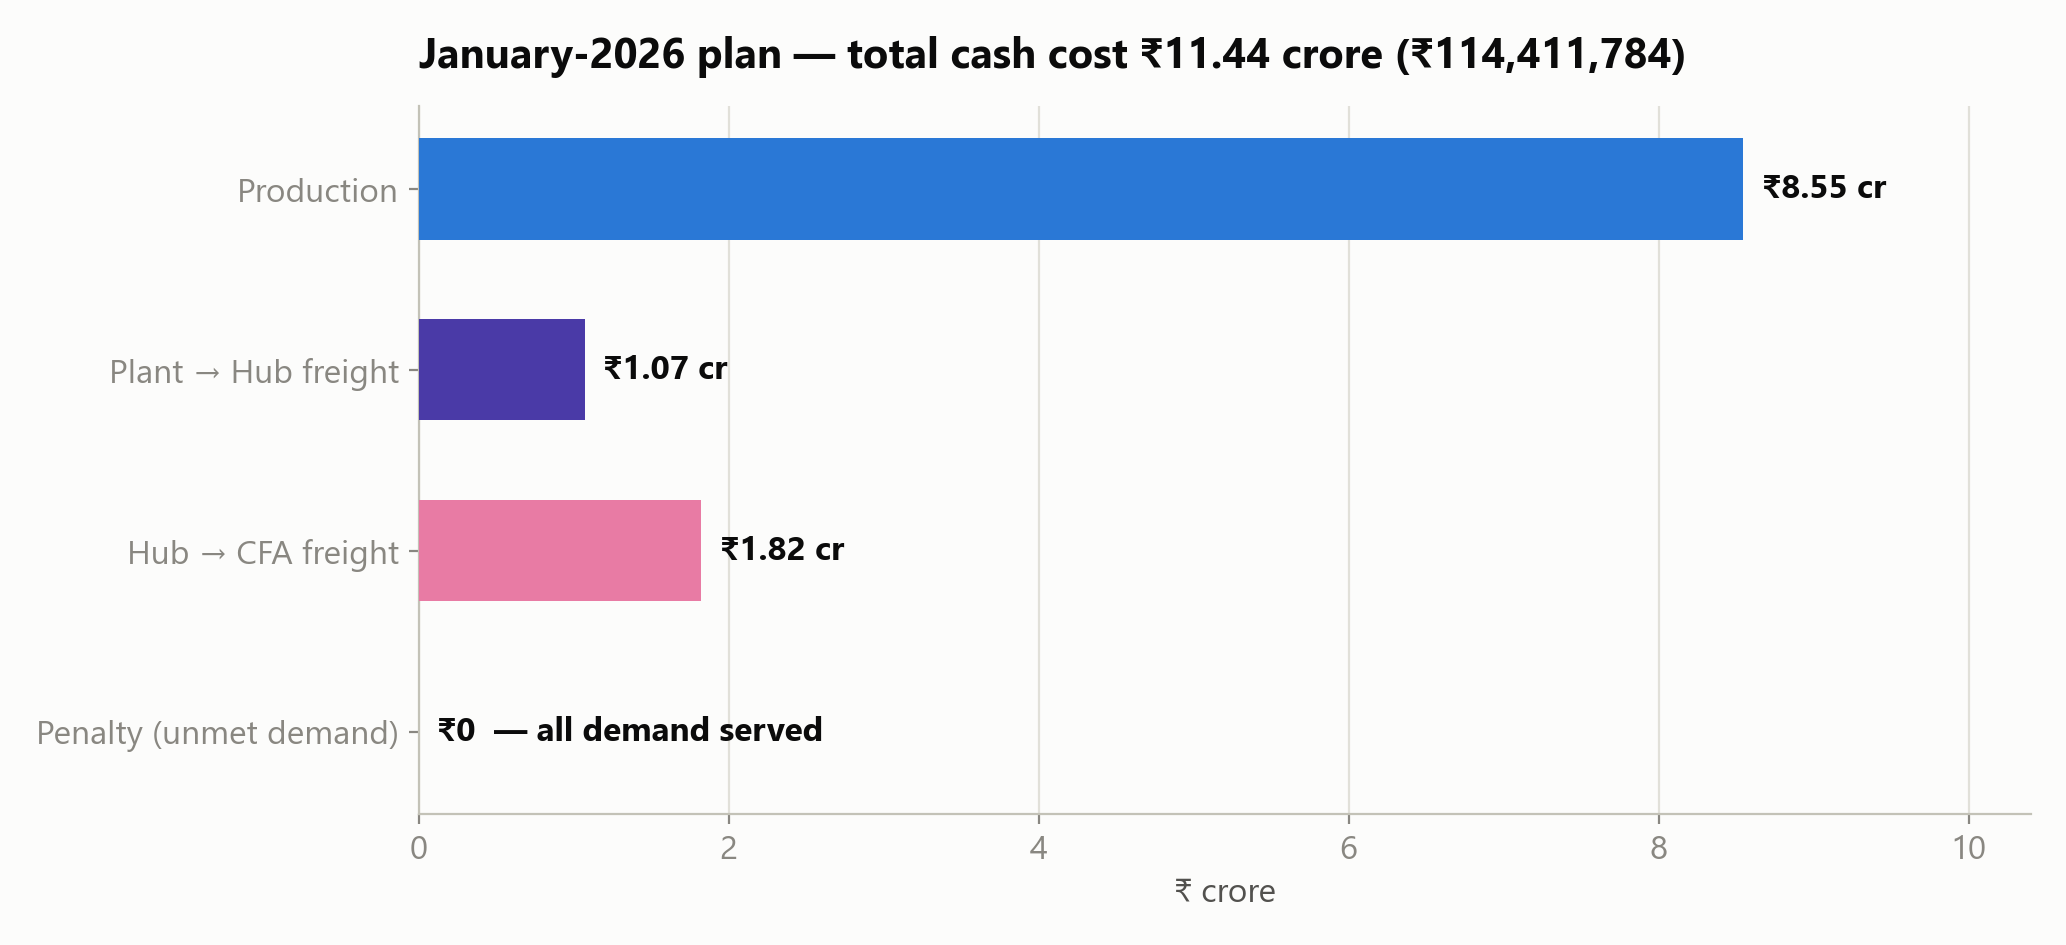 January-2026 plan — total cash cost ₹11.44 crore (₹114,411,784)
Production
₹8.55 cr
Plant → Hub freight
₹1.07 cr
Hub → CFA freight
₹1.82 cr
Penalty (unmet demand)
₹0 — all demand served
0 2 4 6 8 10
₹ crore